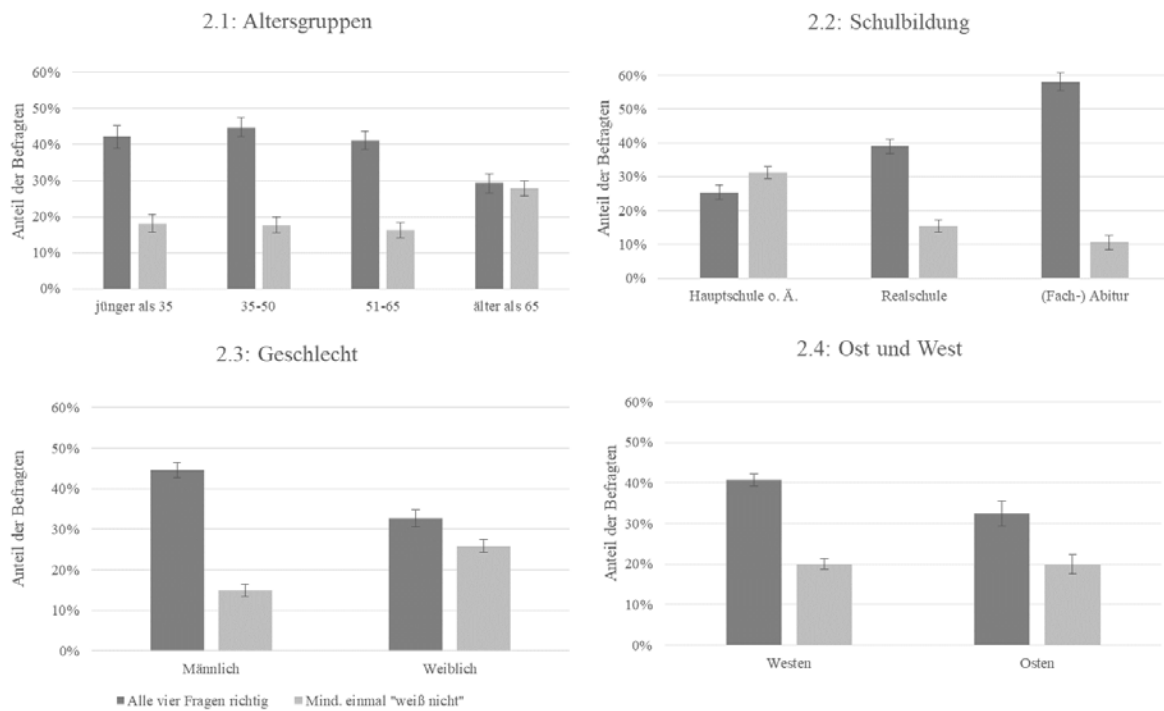 2.1: Altersgruppen
Anteil der Befragten
60%
50%
40%
30%
20%
10%
0%
jünger als 35
35-50
51-65
älter als 65
2.2: Schulbildung
Anteil der Befragten
60%
50%
40%
30%
20%
10%
0%
Hauptschule o. Ä.
Realschule
(Fach-) Abitur
2.3: Geschlecht
Anteil der Befragten
60%
50%
40%
30%
20%
10%
0%
Männlich
Weiblich
Alle vier Fragen richtig
Mind. einmal "weiß nicht"
2.4: Ost und West
Anteil der Befragten
60%
50%
40%
30%
20%
10%
0%
Westen
Osten